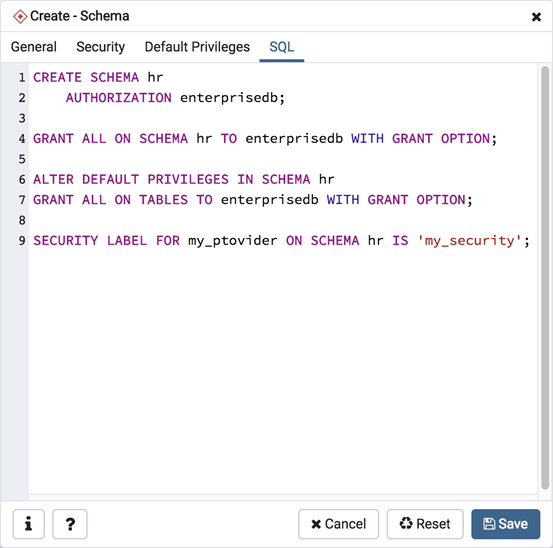 Create - Schema
General Security Default Privileges SQL
1 CREATE SCHEMA hr
2 AUTHORIZATION enterprisedb;
3
4 GRANT ALL ON SCHEMA hr TO enterprisedb WITH GRANT OPTION;
5
6 ALTER DEFAULT PRIVILEGES IN SCHEMA hr
7 GRANT ALL ON TABLES TO enterprisedb WITH GRANT OPTION;
8
9 SECURITY LABEL FOR my_ptovider ON SCHEMA hr IS 'my_security';
i ? Cancel Reset Save